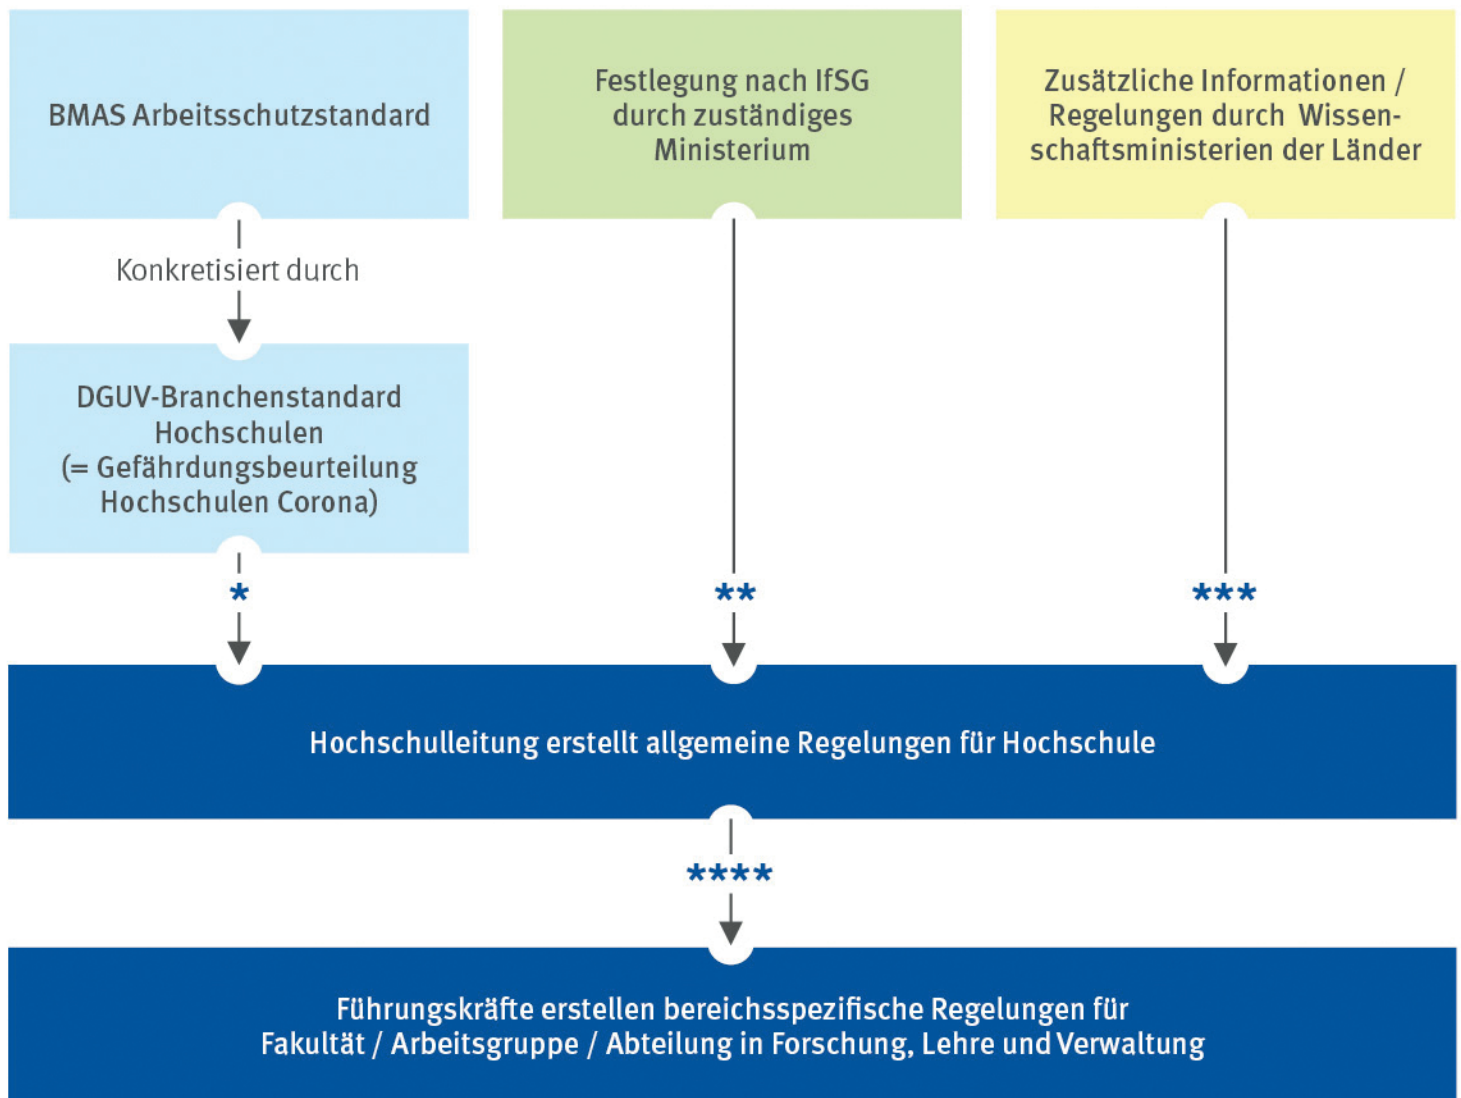 BMAS Arbeitsschutzstandard
Festlegung nach IfSG
durch zuständiges
Ministerium
Zusätzliche Informationen /
Regelungen durch Wissen-
schaftsministerien der Länder
Konkretisiert durch
DGUV-Branchenstandard
Hochschulen
(= Gefährdungsbeurteilung
Hochschulen Corona)
*
**
***
Hochschulleitung erstellt allgemeine Regelungen für Hochschule
****
Führungskräfte erstellen bereichsspezifische Regelungen für
Fakultät / Arbeitsgruppe / Abteilung in Forschung, Lehre und Verwaltung